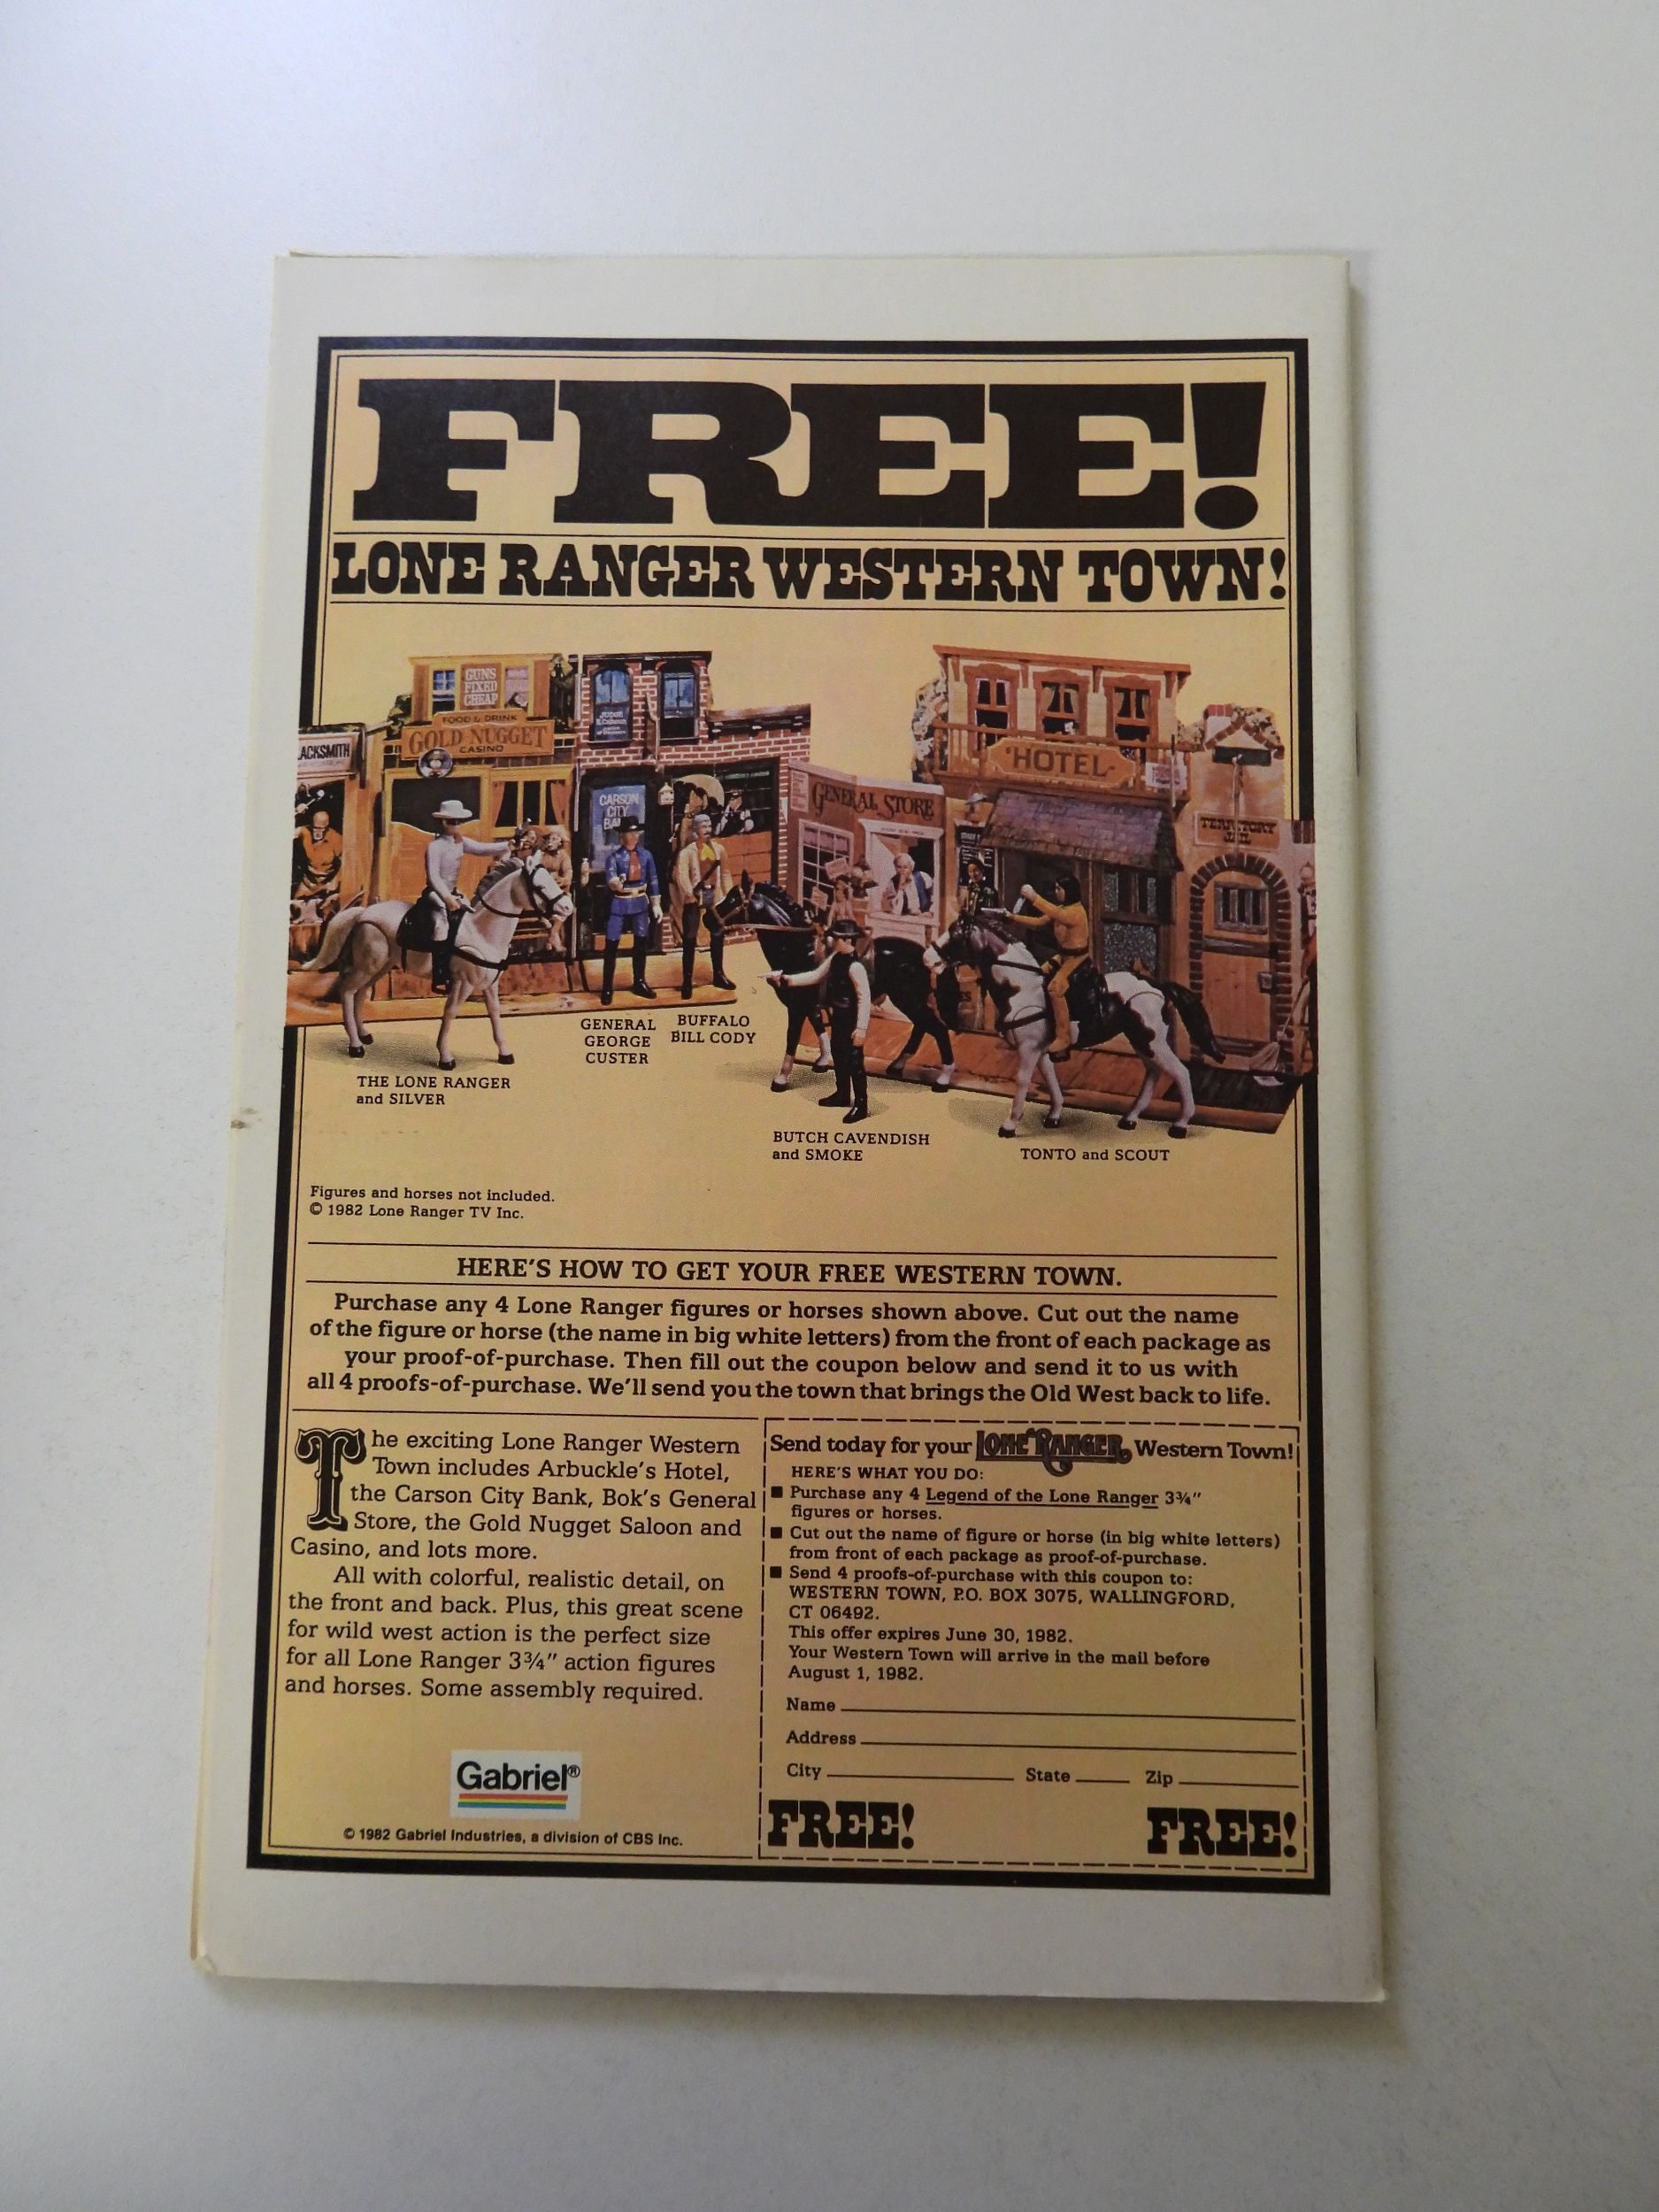 FREE!
LONE RANGER WESTERN TOWN!
GUNS
FIXED
CHEAP
FOOD & DRINK
GOLD NUGGET
CASINO
ACKSMITH
JUDGE
CARSON
CITY
BA
GENERAL STORE
HOTEL
TERRITORY
JAIL
GENERAL
GEORGE
CUSTER
BUFFALO
BILL CODY
THE LONE RANGER
and SILVER
BUTCH CAVENDISH
and SMOKE
TONTO and SCOUT
Figures and horses not included.
© 1982 Lone Ranger TV Inc.
HERE'S HOW TO GET YOUR FREE WESTERN TOWN.
Purchase any 4 Lone Ranger figures or horses shown above. Cut out the name
of the figure or horse (the name in big white letters) from the front of each package as
your proof-of-purchase. Then fill out the coupon below and send it to us with
all 4 proofs-of-purchase. We'll send you the town that brings the Old West back to life.
The exciting Lone Ranger Western
Town includes Arbuckle's Hotel,
the Carson City Bank, Bok's General
Store, the Gold Nugget Saloon and
Casino, and lots more.
All with colorful, realistic detail, on
the front and back. Plus, this great scene
for wild west action is the perfect size
for all Lone Ranger 3¾" action figures
and horses. Some assembly required.
Gabriel®
© 1982 Gabriel Industries, a division of CBS Inc.
Send today for your LONE RANGER Western Town!
HERE'S WHAT YOU DO:
■ Purchase any 4 Legend of the Lone Ranger 3¾"
figures or horses.
■ Cut out the name of figure or horse (in big white letters)
from front of each package as proof-of-purchase.
■ Send 4 proofs-of-purchase with this coupon to:
WESTERN TOWN, P.O. BOX 3075, WALLINGFORD,
CT 06492.
This offer expires June 30, 1982.
Your Western Town will arrive in the mail before
August 1, 1982.
Name
Address
City State Zip
FREE! FREE!